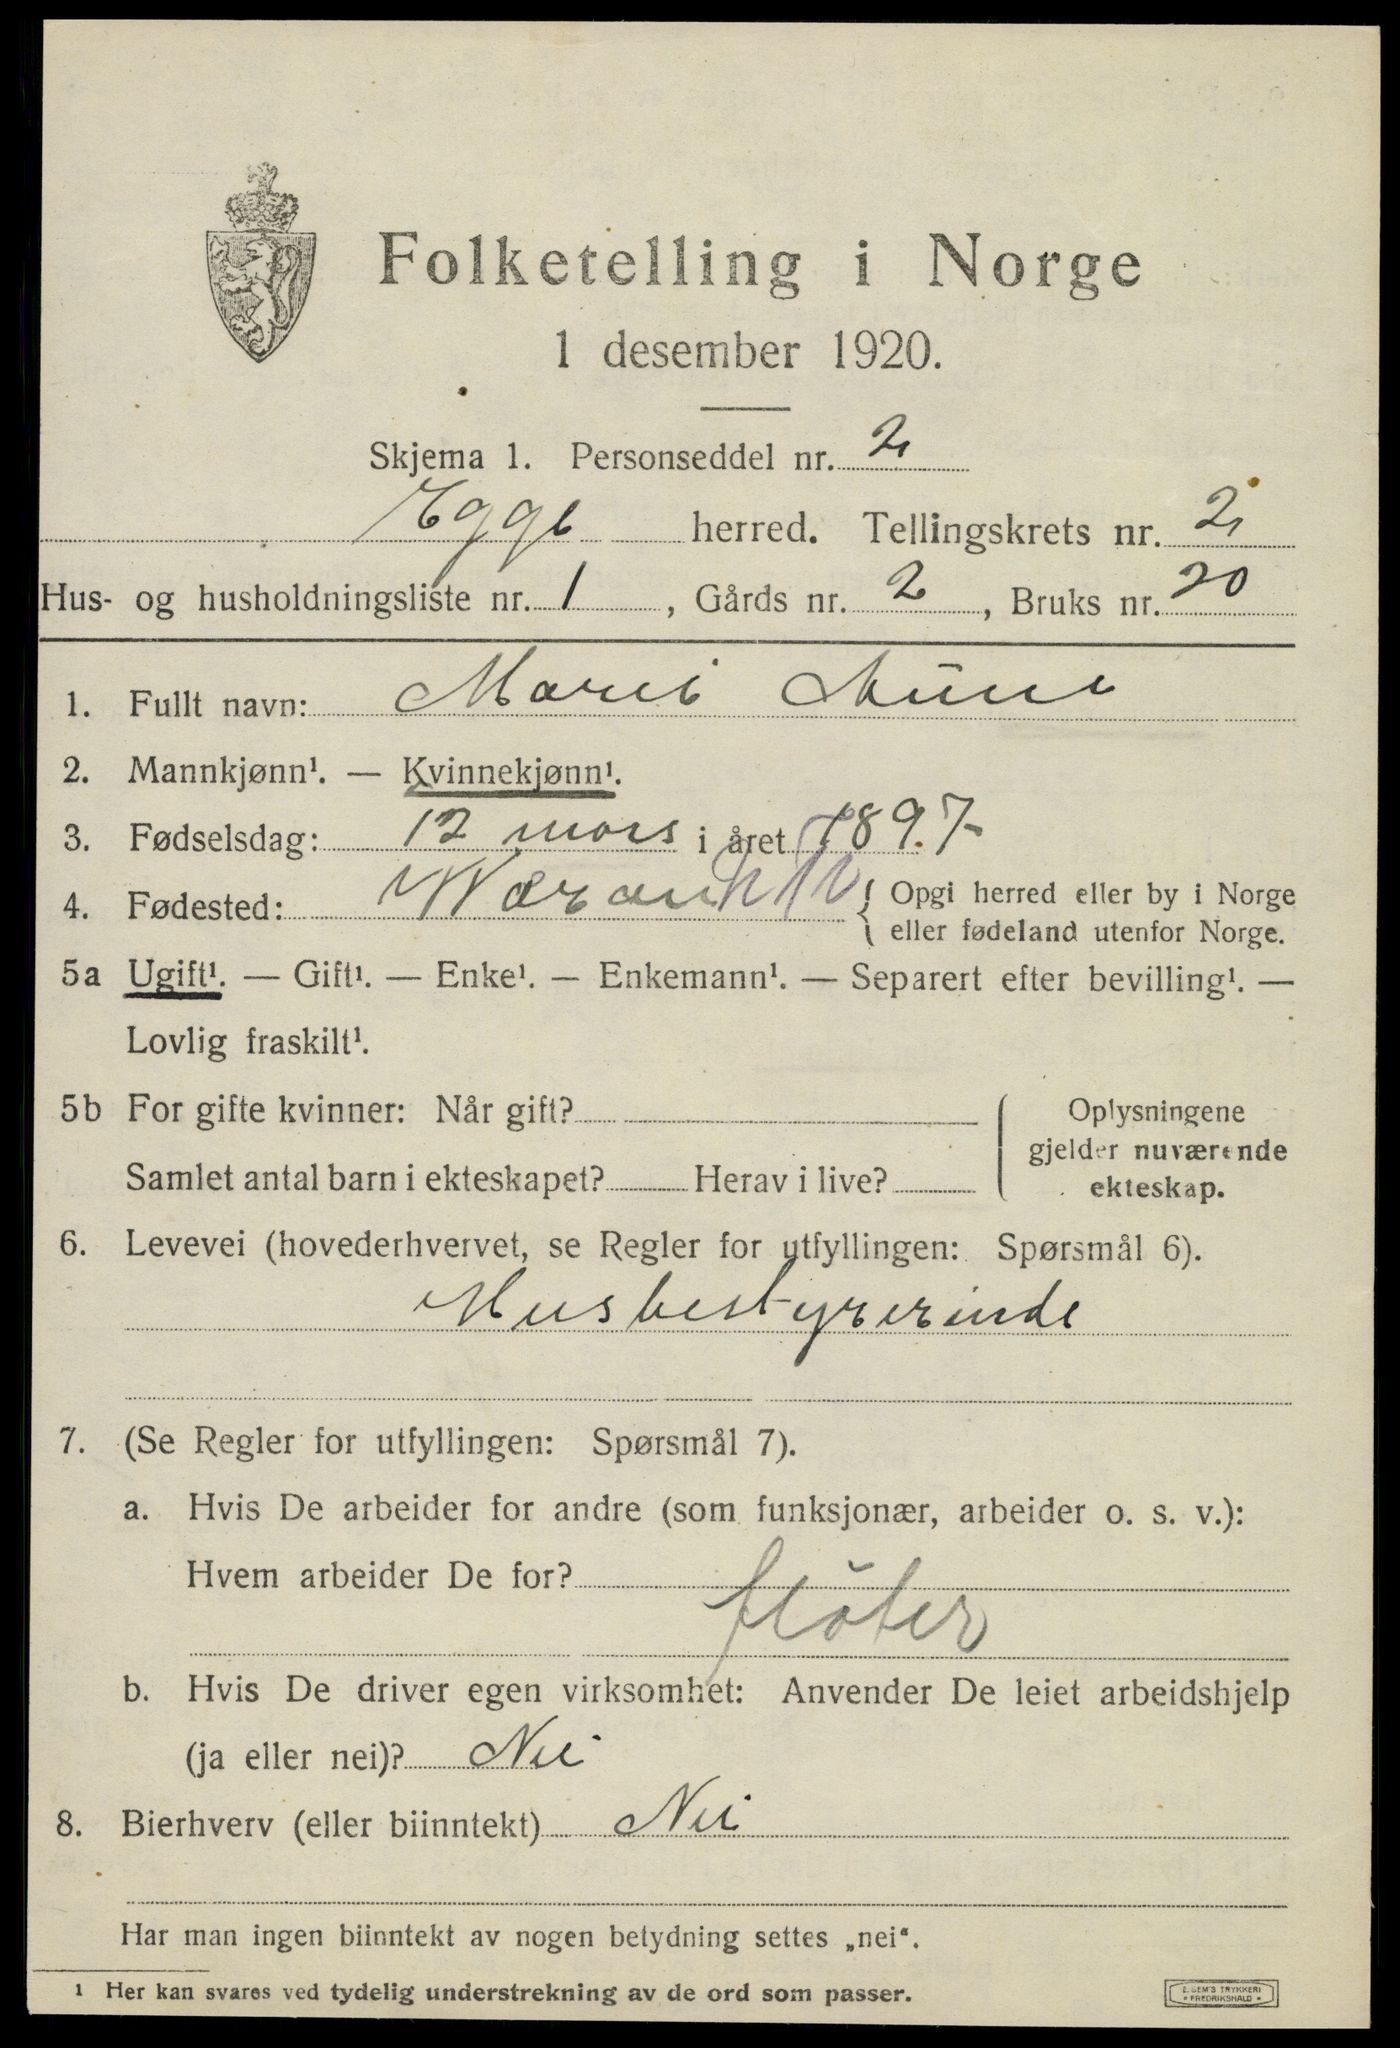 Folketelling i Norge
1 desember 1920.
Skjema 1. Personseddel nr. 2
Egge herred. Tellingskrets nr. 2
Hus- og husholdningsliste nr. 1, Gårds nr. 2, Bruks nr. 20
1. Fullt navn: Marei Aune
2. Mannkjønn¹. — Kvinnekjønn¹.
3. Fødselsdag: 12 mars i året 1897
4. Fødested: { Opgi herred eller by i Norge
eller fødeland utenfor Norge.
5a Ugift¹. — Gift¹. — Enke¹. — Enkemann¹. — Separert efter bevilling¹. —
Lovlig fraskilt¹.
5b For gifte kvinner: Når gift?
Samlet antal barn i ekteskapet? Herav i live?
Oplysningene
gjelder nuværende
ekteskap.
6. Levevei (hovederhvervet, se Regler for utfyllingen: Spørsmål 6).
Husbestyrerinde
7. (Se Regler for utfyllingen: Spørsmål 7).
a. Hvis De arbeider for andre (som funksjonær, arbeider o. s. v.):
Hvem arbeider De for?
b. Hvis De driver egen virksomhet: Anvender De leiet arbeidshjelp
(ja eller nei)? Nei
8. Bierhverv (eller biinntekt) Nei
Har man ingen biinntekt av nogen betydning settes „nei“.
1 Her kan svares ved tydelig understrekning av de ord som passer.
E. SEM'S TRYKKERI
* FREDRIKSHALD *